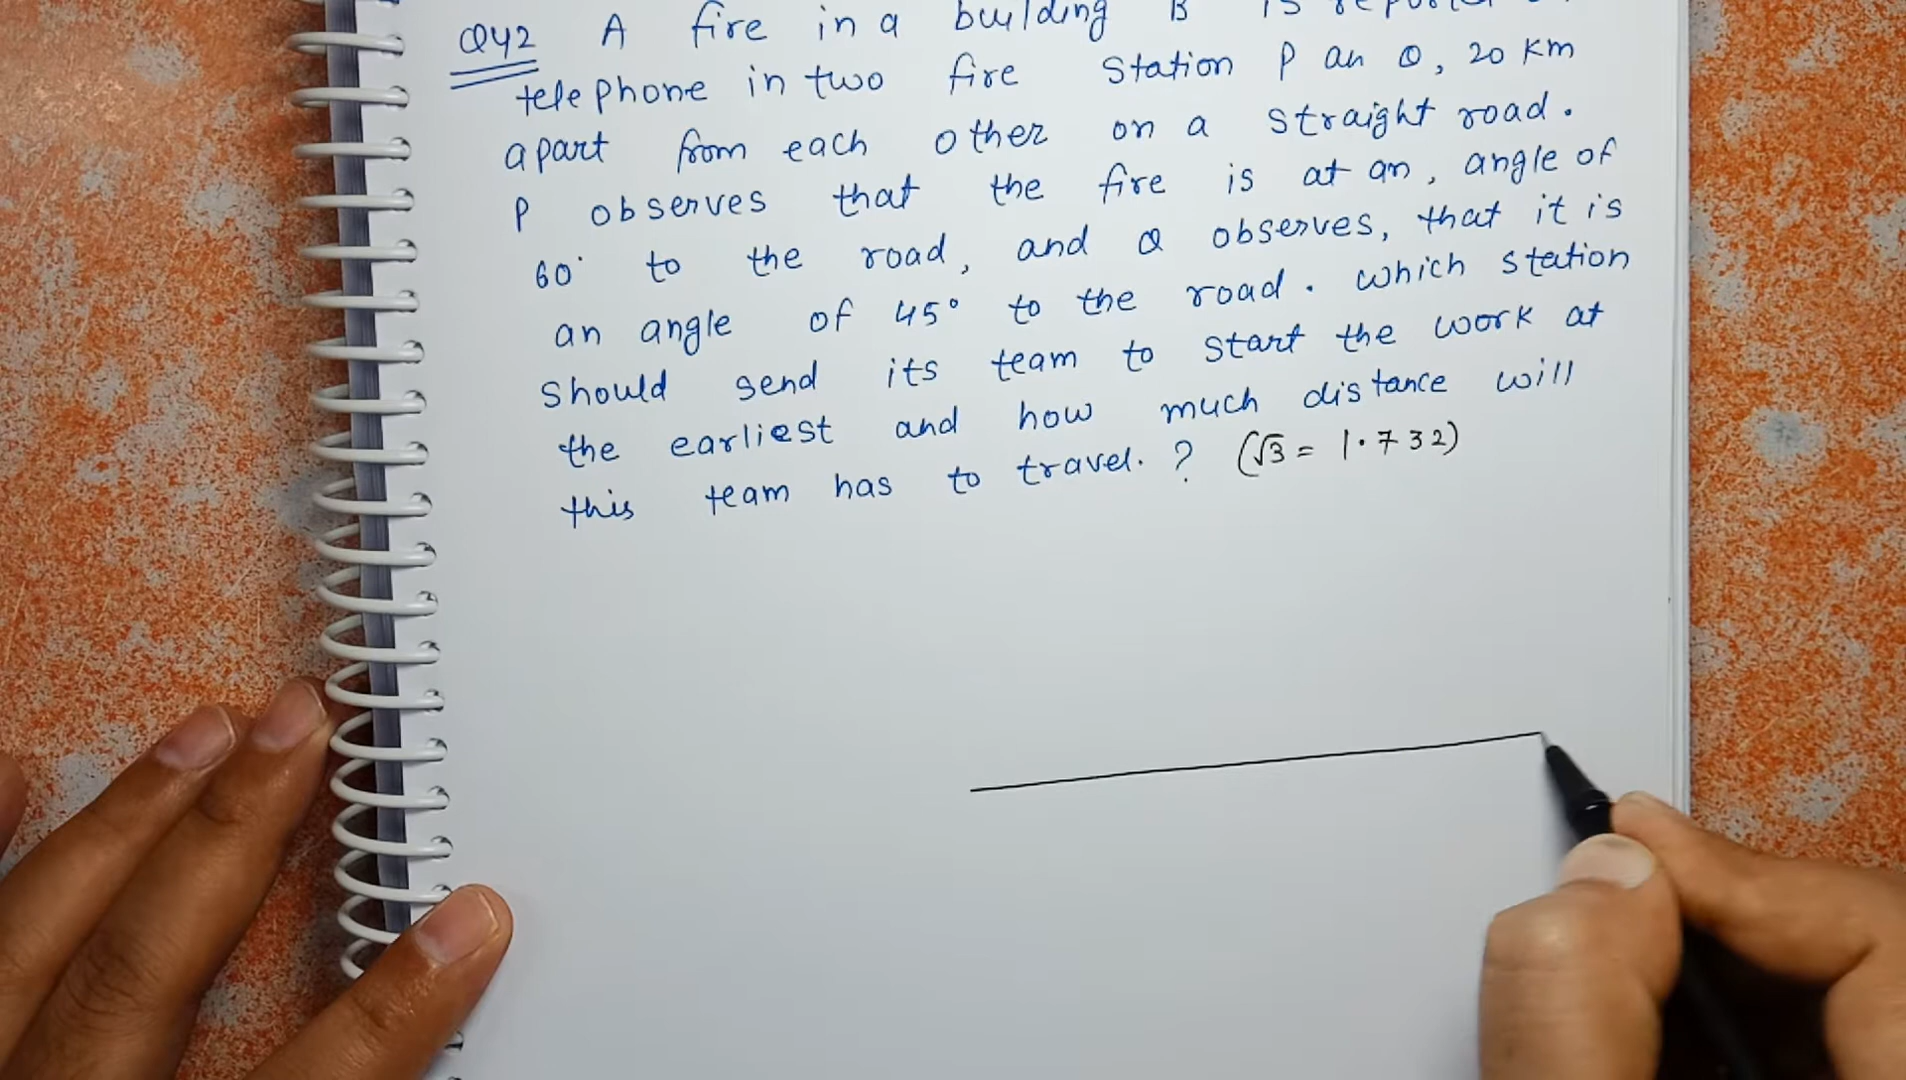 Q42 A fire in a building B is reported
telephone in two fire Station P an Q, 20 Km
apart from each other on a straight road.
P observes that the fire is at an, angle of
60° to the road, and Q observes, that it is
an angle of 45° to the road. which station
should send its team to start the work at
the earliest and how much distance will
this team has to travel. ? (√3 = 1.732)